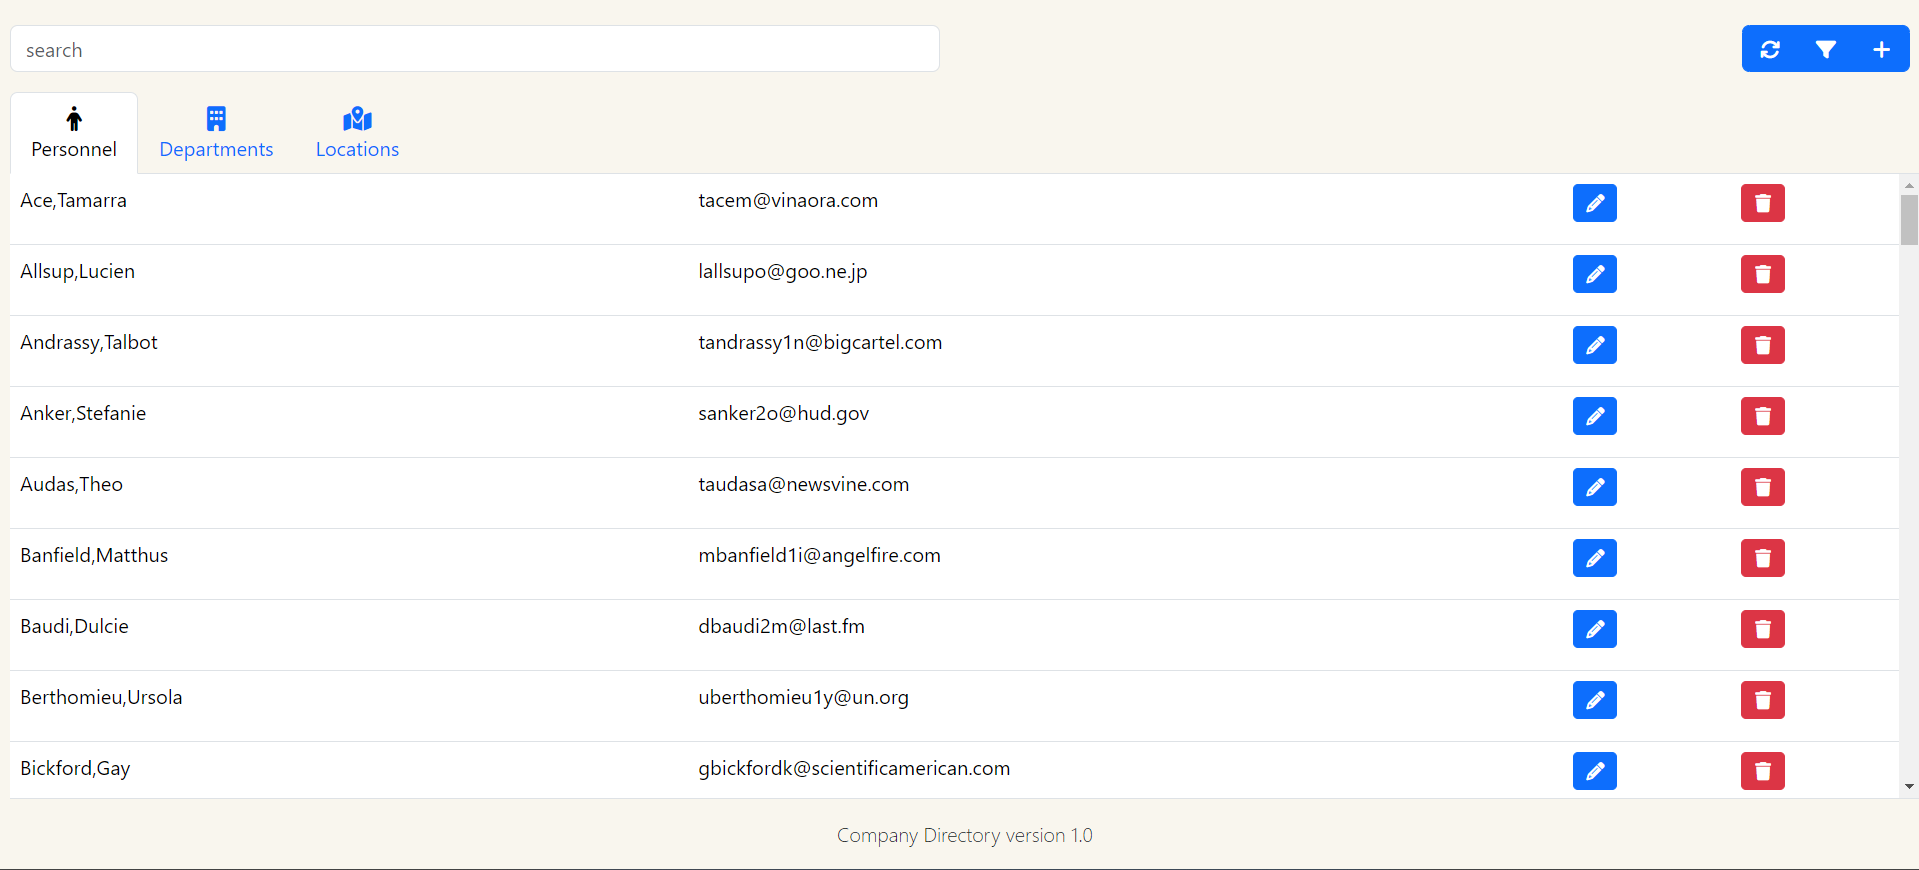 search
Personnel
Departments
Locations
Ace,Tamarra tacem@vinaora.com
Allsup,Lucien lallsupo@goo.ne.jp
Andrassy,Talbot tandrassy1n@bigcartel.com
Anker,Stefanie sanker2o@hud.gov
Audas,Theo taudasa@newsvine.com
Banfield,Matthus mbanfield1i@angelfire.com
Baudi,Dulcie dbaudi2m@last.fm
Berthomieu,Ursola uberthomieu1y@un.org
Bickford,Gay gbickfordk@scientificamerican.com
Company Directory version 1.0